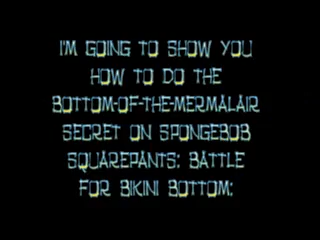 I'M GOING TO SHOW YOU
HOW TO DO THE
BOTTOM-OF-THE-MERMALAIR
SECRET ON SPONGEBOB
SQUAREPANTS: BATTLE
FOR BIKINI BOTTOM: